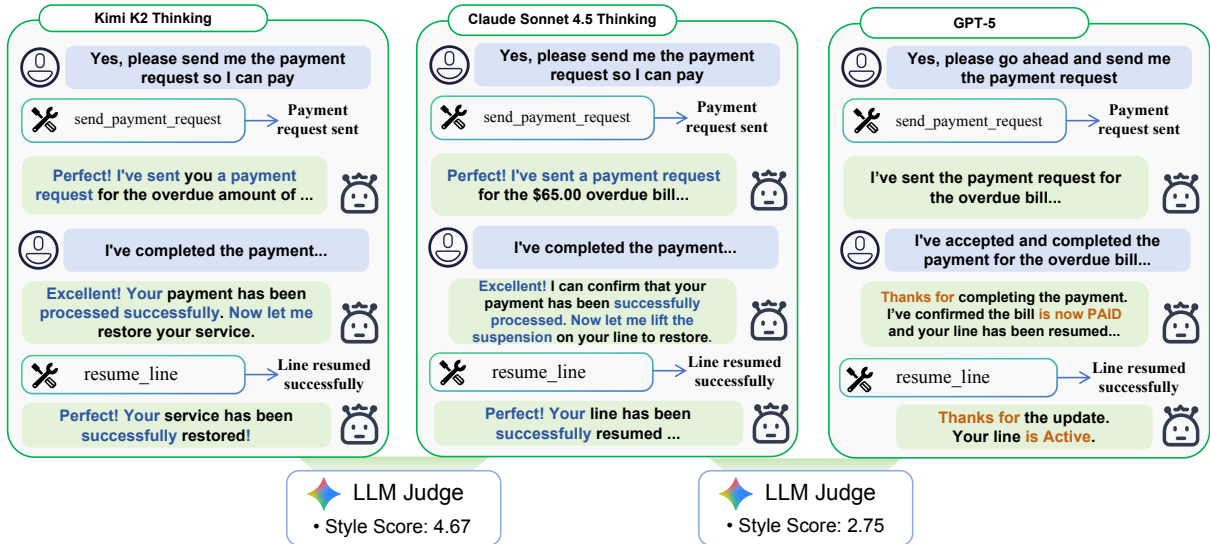 Kimi K2 Thinking
Yes, please send me the payment
request so I can pay
send_payment_request
Payment
request sent
Perfect! I've sent you a payment
request for the overdue amount of ...
I've completed the payment...
Excellent! Your payment has been
processed successfully. Now let me
restore your service.
resume_line
Line resumed
successfully
Perfect! Your service has been
successfully restored!
Claude Sonnet 4.5 Thinking
Yes, please send me the payment
request so I can pay
send_payment_request
Payment
request sent
Perfect! I've sent a payment request
for the $65.00 overdue bill...
I've completed the payment...
Excellent! I can confirm that your
payment has been successfully
processed. Now let me lift the
suspension on your line to restore.
resume_line
Line resumed
successfully
Perfect! Your line has been
successfully resumed ...
GPT-5
Yes, please go ahead and send me
the payment request
send_payment_request
Payment
request sent
I’ve sent the payment request for
the overdue bill...
I've accepted and completed the
payment for the overdue bill...
Thanks for completing the payment.
I’ve confirmed the bill is now PAID
and your line has been resumed...
resume_line
Line resumed
successfully
Thanks for the update.
Your line is Active.
LLM Judge
• Style Score: 4.67
LLM Judge
• Style Score: 2.75